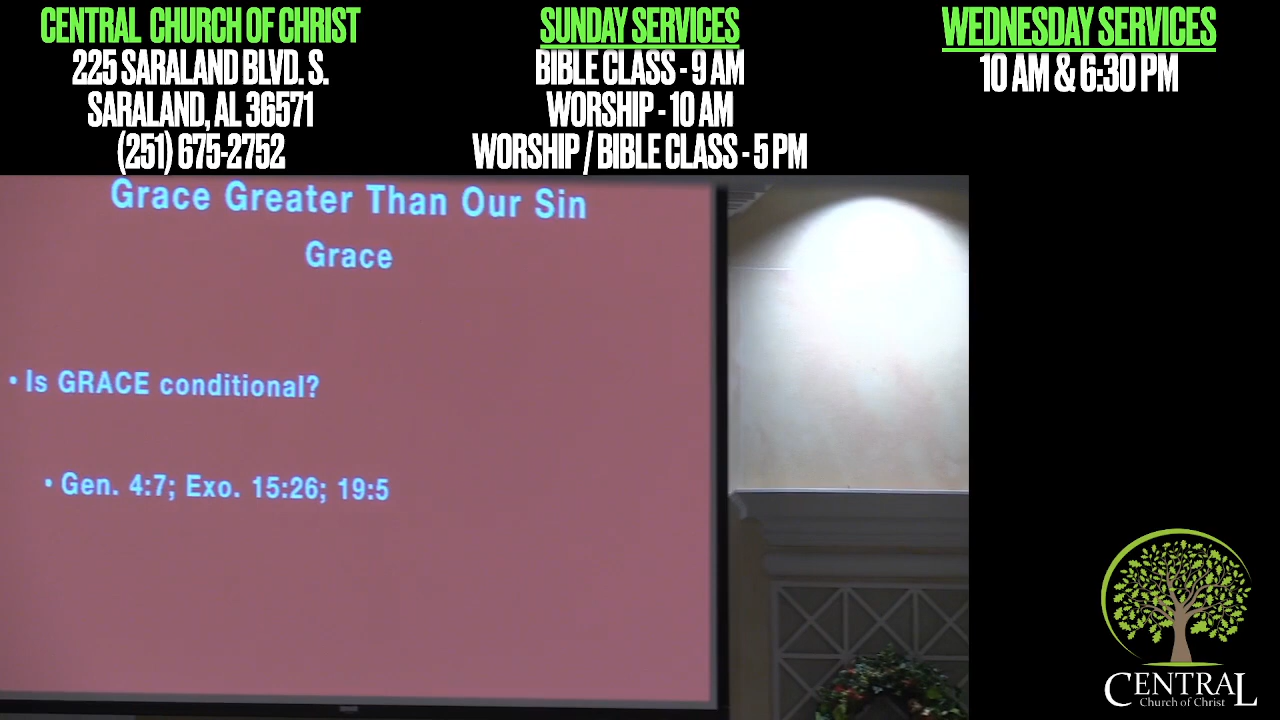 CENTRAL CHURCH OF CHRIST
225 SARALAND BLVD. S.
SARALAND, AL 36571
(251) 675-2752
SUNDAY SERVICES
BIBLE CLASS - 9 AM
WORSHIP - 10 AM
WORSHIP / BIBLE CLASS - 5 PM
WEDNESDAY SERVICES
10 AM & 6:30 PM
Grace Greater Than Our Sin
Grace
• Is GRACE conditional?
• Gen. 4:7; Exo. 15:26; 19:5
CENTRAL
Church of Christ